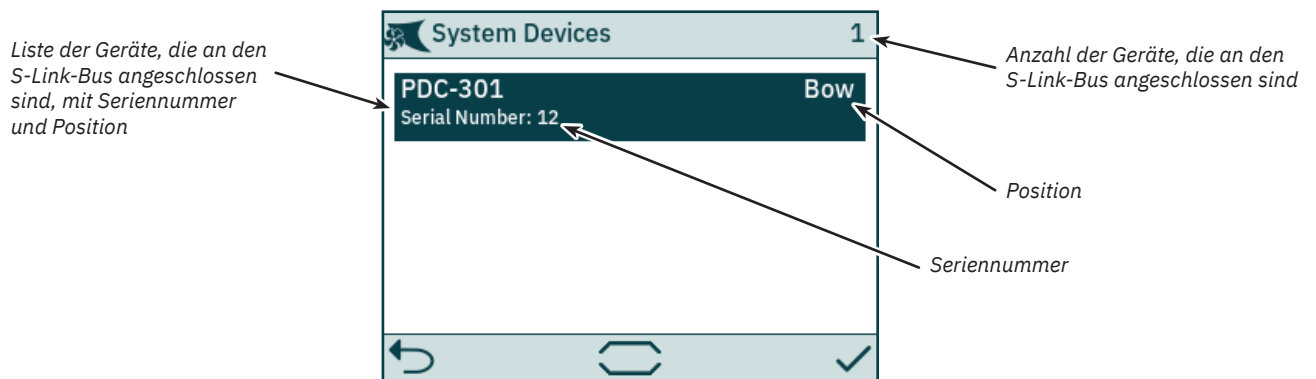 System Devices 1
Liste der Geräte, die an den
S-Link-Bus angeschlossen
sind, mit Seriennummer
und Position
Anzahl der Geräte, die an den
S-Link-Bus angeschlossen sind
PDC-301 Bow
Serial Number: 12
Position
Seriennummer